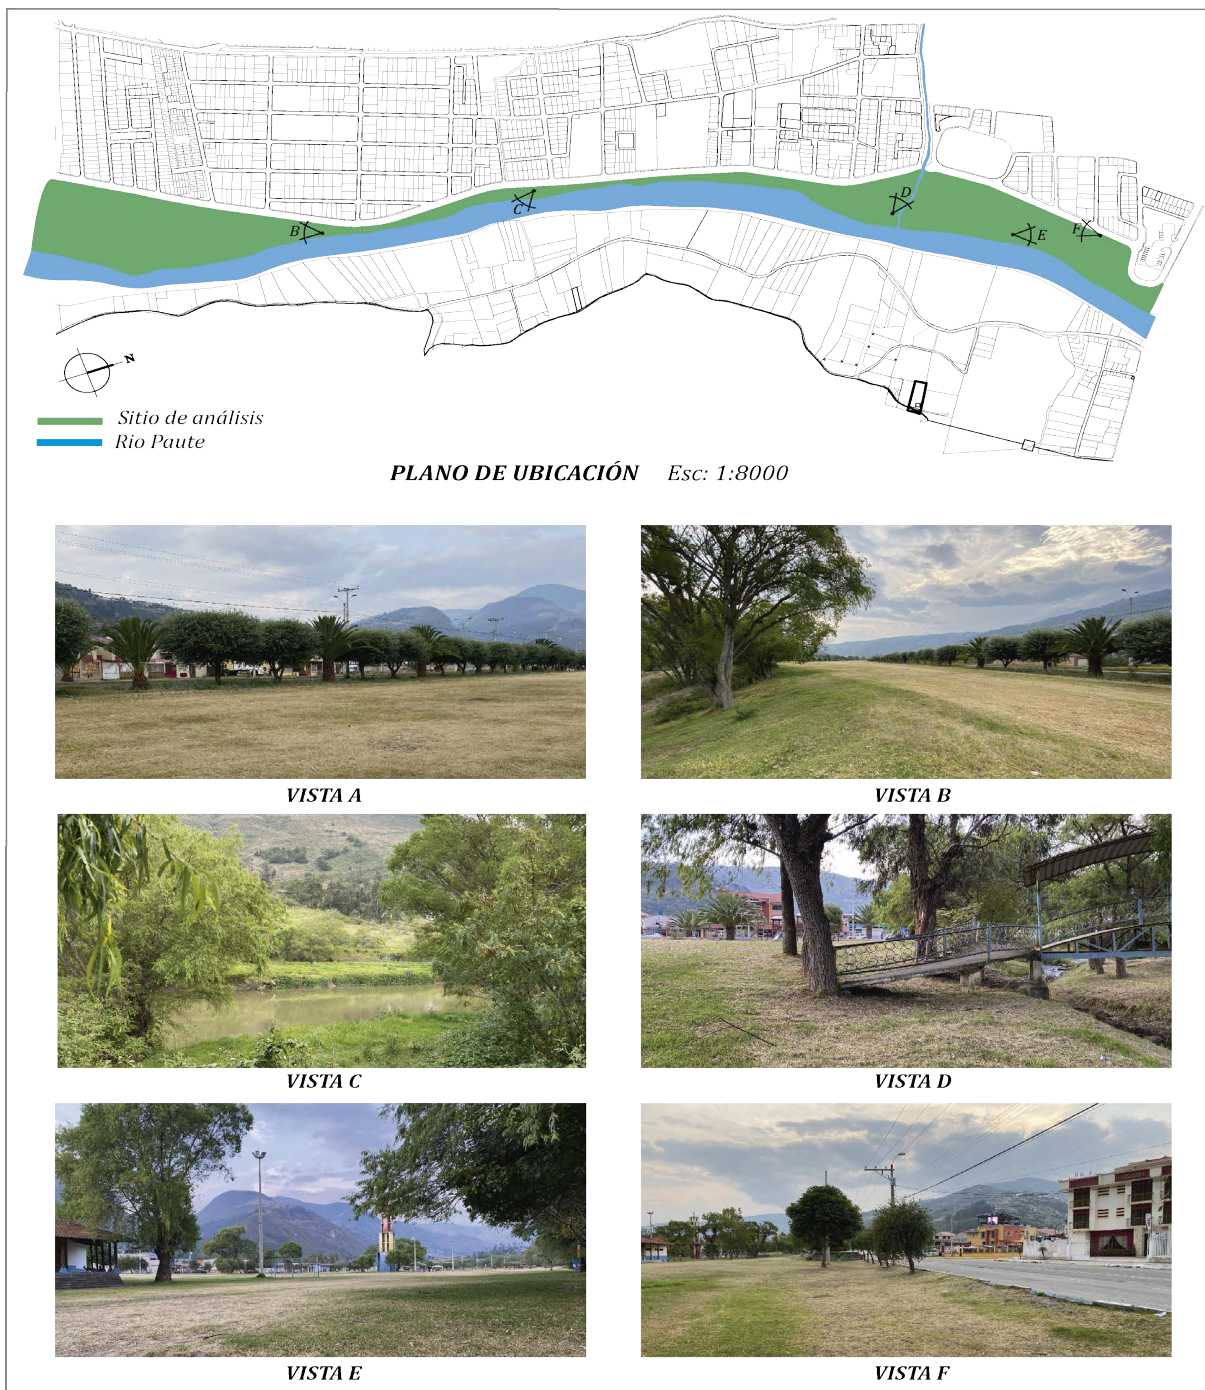 B
C
D
E
F
N
Sitio de análisis
Rio Paute
PLANO DE UBICACIÓN Esc: 1:8000
VISTA A
VISTA B
VISTA C
VISTA D
VISTA E
VISTA F